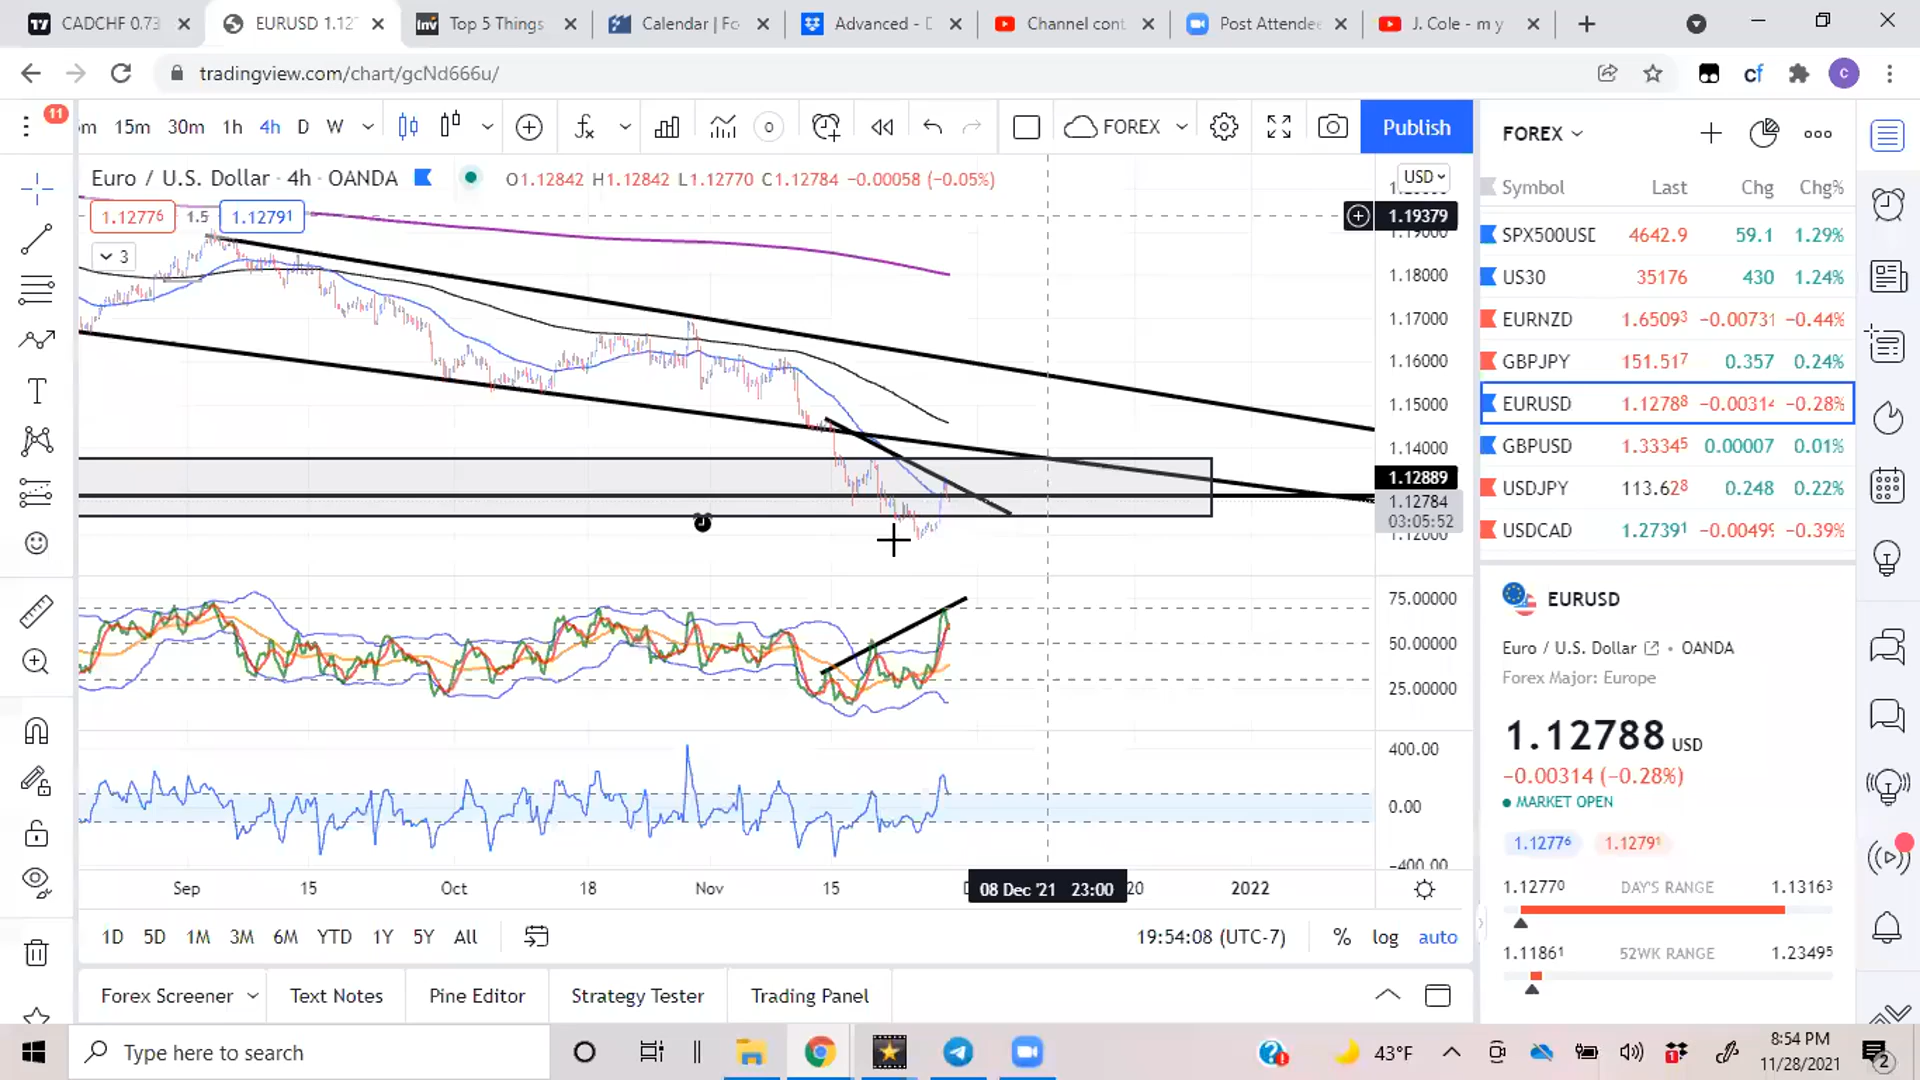 CADCHF 0.73
EURUSD 1.12
Inv Top 5 Things
Calendar | Fo
Advanced - D
Channel cont
Post Attendee
J. Cole - m y
tradingview.com/chart/gcNd666u/
cf
C
11
m 15m 30m 1h 4h D W
FOREX
Publish
FOREX
Euro / U.S. Dollar · 4h · OANDA
O1.12842 H1.12842 L1.12770 C1.12784 −0.00058 (−0.05%)
USD
1.12776 1.5 1.12791
3
1.19379
1.19000
1.18000
1.17000
1.16000
1.15000
1.14000
1.12889
1.12784
03:05:52
1.12000
75.00000
50.00000
25.00000
400.00
0.00
−400.00
Sep 15 Oct 18 Nov 15 08 Dec '21 23:00 20 2022
1D 5D 1M 3M 6M YTD 1Y 5Y All
19:54:08 (UTC-7) % log auto
Forex Screener Text Notes Pine Editor Strategy Tester Trading Panel
Symbol Last Chg Chg%
SPX500USD 4642.9 59.1 1.29%
US30 35176 430 1.24%
EURNZD 1.65093 −0.00731 −0.44%
GBPJPY 151.517 0.357 0.24%
EURUSD 1.12788 −0.00314 −0.28%
GBPUSD 1.33345 0.00007 0.01%
USDJPY 113.628 0.248 0.22%
USDCAD 1.27391 −0.00499 −0.39%
EURUSD
Euro / U.S. Dollar • OANDA
Forex Major: Europe
1.12788 USD
−0.00314 (−0.28%)
MARKET OPEN
1.12776 1.12791
1.12770 DAY'S RANGE 1.13163
1.11861 52WK RANGE 1.23495
Type here to search
43°F
8:54 PM
11/28/2021
2